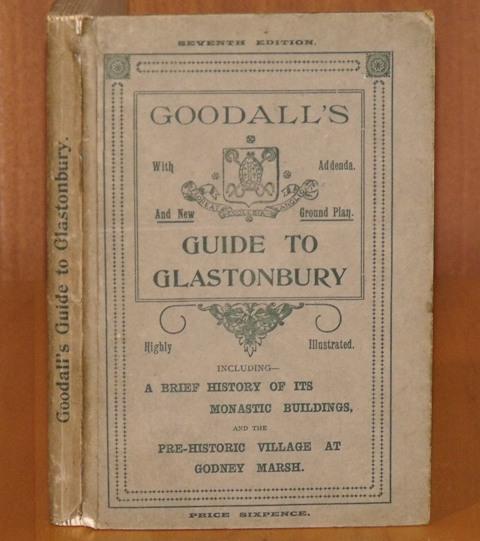 Goodall's Guide to Glastonbury.
SEVENTH EDITION.
GOODALL'S
With Addenda.
And New Ground Plan.
GUIDE TO
GLASTONBURY
Highly Illustrated.
INCLUDING—
A BRIEF HISTORY OF ITS
MONASTIC BUILDINGS,
AND THE
PRE-HISTORIC VILLAGE AT
GODNEY MARSH.
PRICE SIXPENCE.